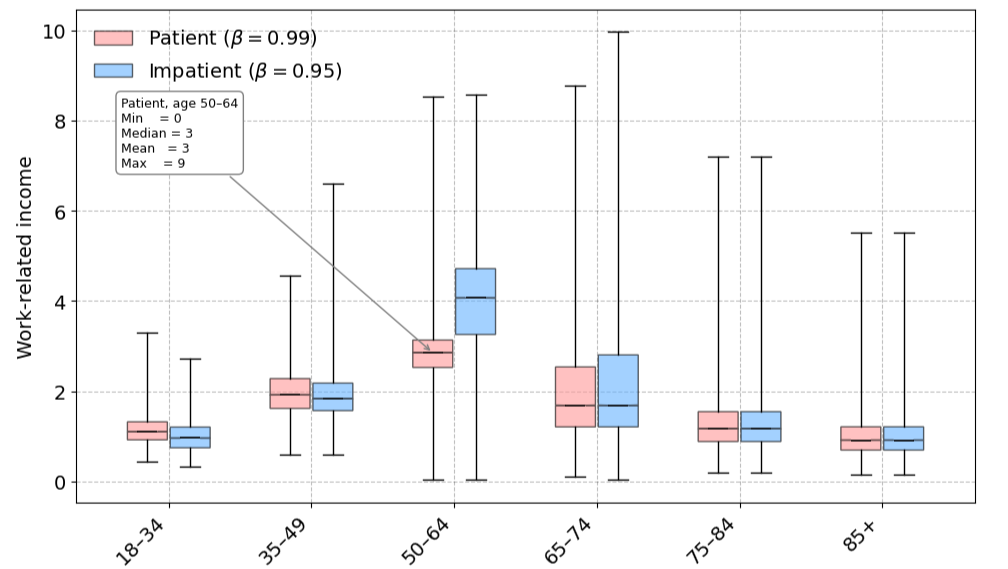 Patient (β = 0.99)
Impatient (β = 0.95)
Patient, age 50–64
Min = 0
Median = 3
Mean = 3
Max = 9
Work-related income
10
8
6
4
2
0
18–34
35–49
50–64
65–74
75–84
85+